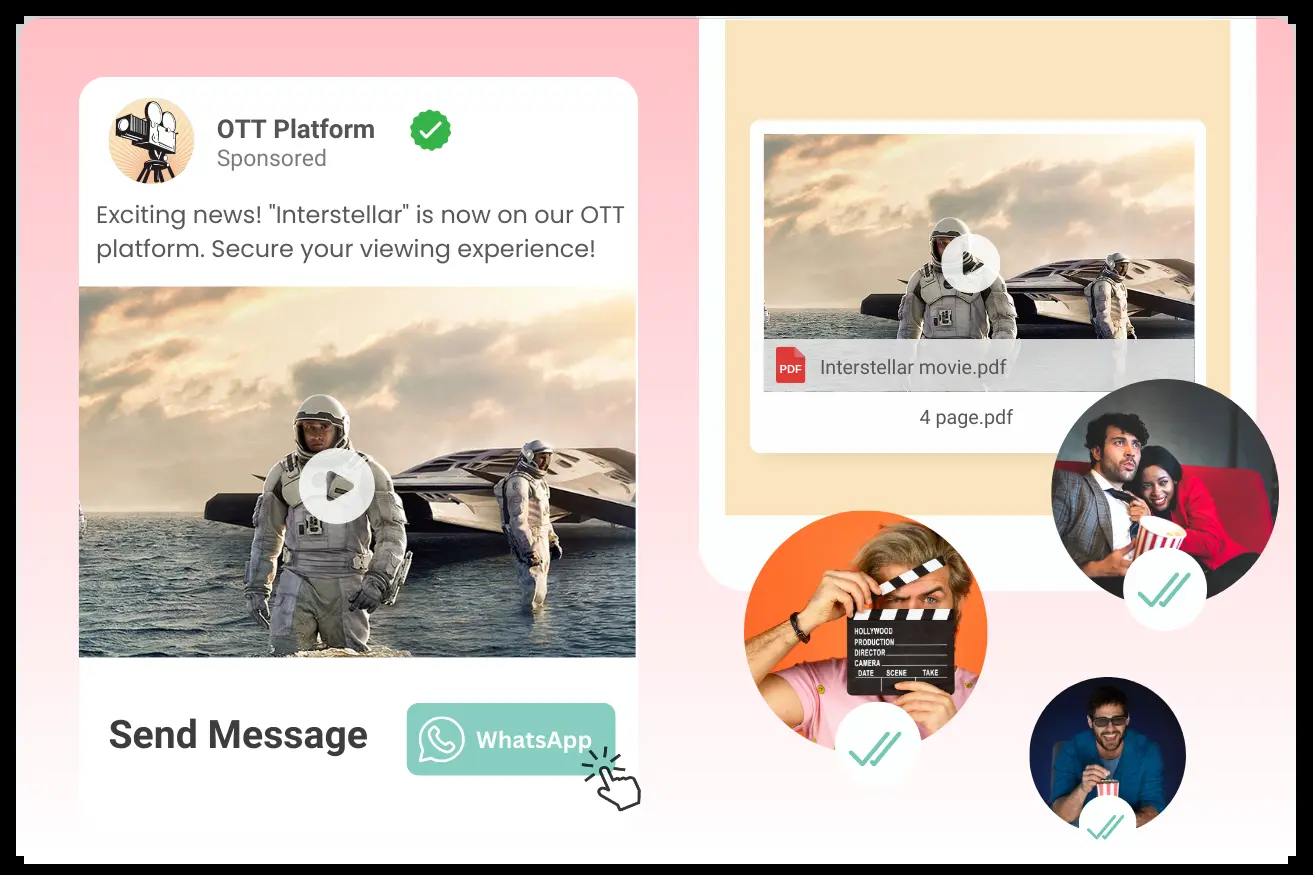 OTT Platform
Sponsored
Exciting news! "Interstellar" is now on our OTT
platform. Secure your viewing experience!
Send Message
WhatsApp
PDF
Interstellar movie.pdf
4 page.pdf
HOLLYWOOD
PRODUCTION
DIRECTOR
CAMERA
DATE SCENE TAKE